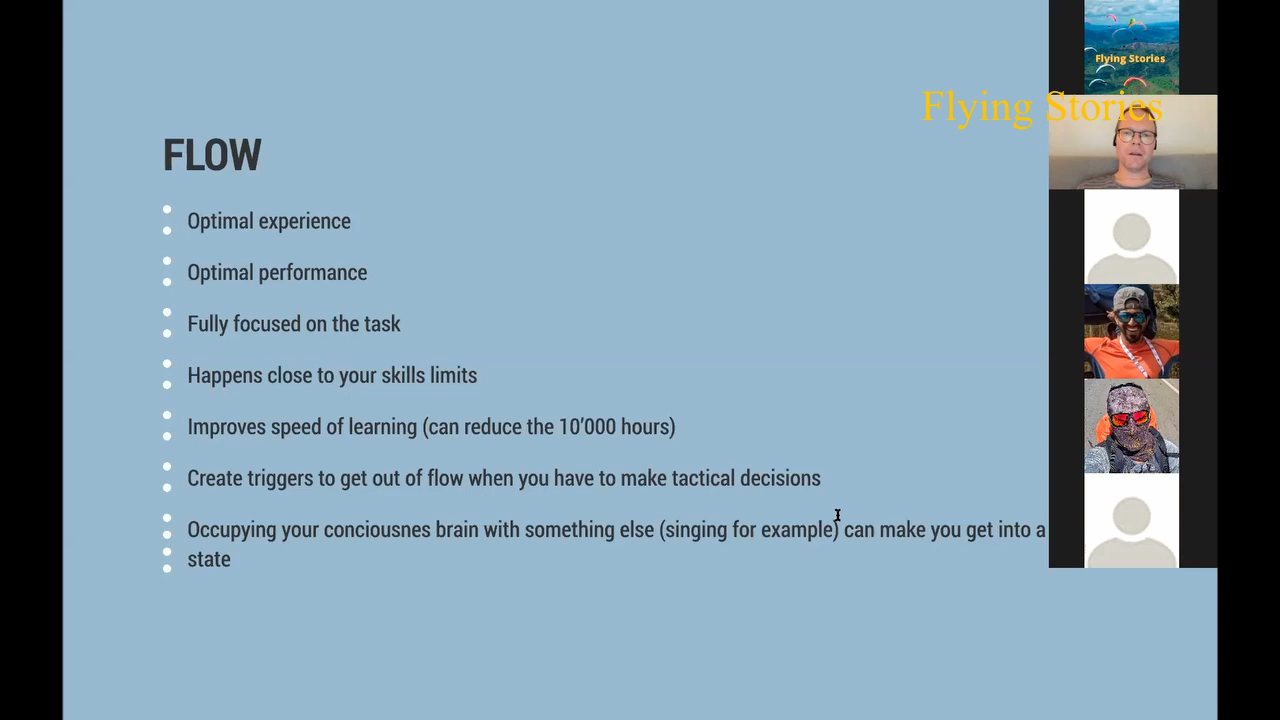 Flying Stories
Flying Stories
FLOW
Optimal experience
Optimal performance
Fully focused on the task
Happens close to your skills limits
Improves speed of learning (can reduce the 10’000 hours)
Create triggers to get out of flow when you have to make tactical decisions
Occupying your conciousnes brain with something else (singing for example) can make you get into a
state